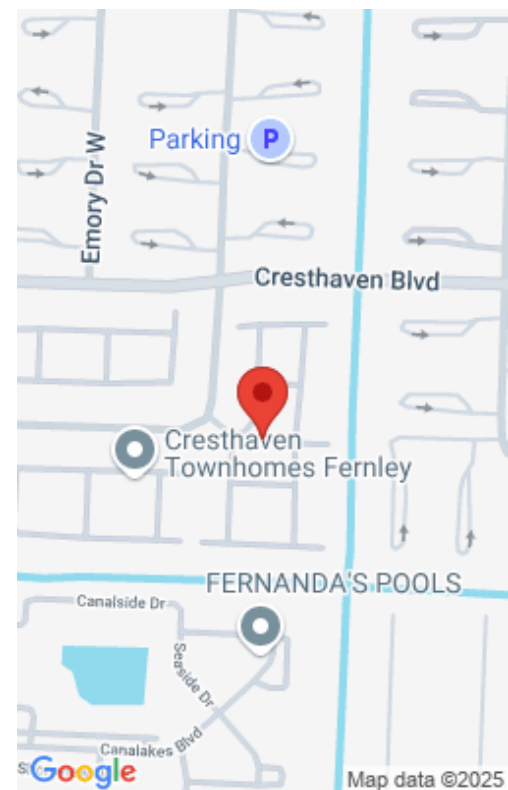 Emory Dr W
Parking P
Cresthaven Blvd
Cresthaven
Townhomes Fernley
FERNANDA'S POOLS
Canalside Dr
Seaside Dr
Canalakes Blvd
Google
Map data ©2025